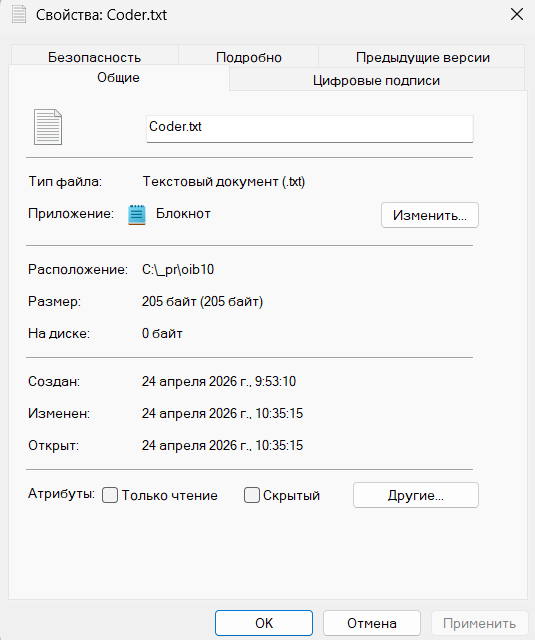 Свойства: Coder.txt
Безопасность Подробно Предыдущие версии
Общие Цифровые подписи
Coder.txt
Тип файла: Текстовый документ (.txt)
Приложение: Блокнот Изменить...
Расположение: C:\_pr\oib10
Размер: 205 байт (205 байт)
На диске: 0 байт
Создан: 24 апреля 2026 г., 9:53:10
Изменен: 24 апреля 2026 г., 10:35:15
Открыт: 24 апреля 2026 г., 10:35:15
Атрибуты: Только чтение Скрытый Другие...
OK Отмена Применить